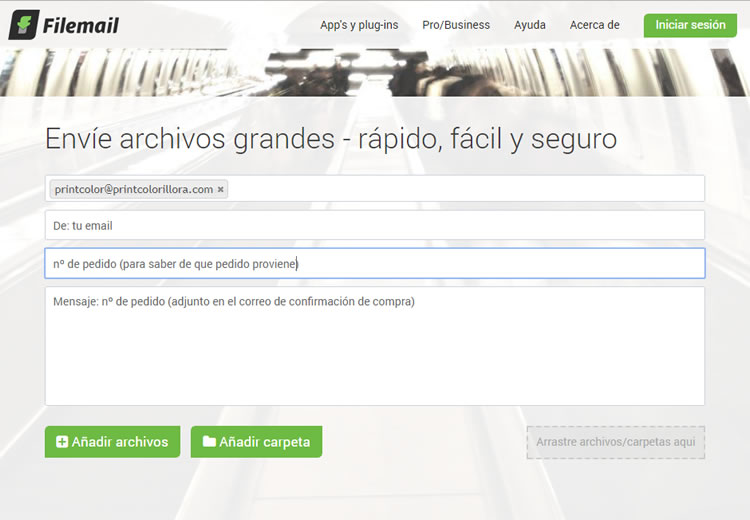 Filemail
App's y plug-ins Pro/Business Ayuda Acerca de Iniciar sesión
Envíe archivos grandes - rápido, fácil y seguro
printcolor@printcolorillora.com ×
De: tu email
nº de pedido (para saber de que pedido proviene)
Mensaje: nº de pedido (adjunto en el correo de confirmación de compra)
Añadir archivos Añadir carpeta Arrastre archivos/carpetas aqui